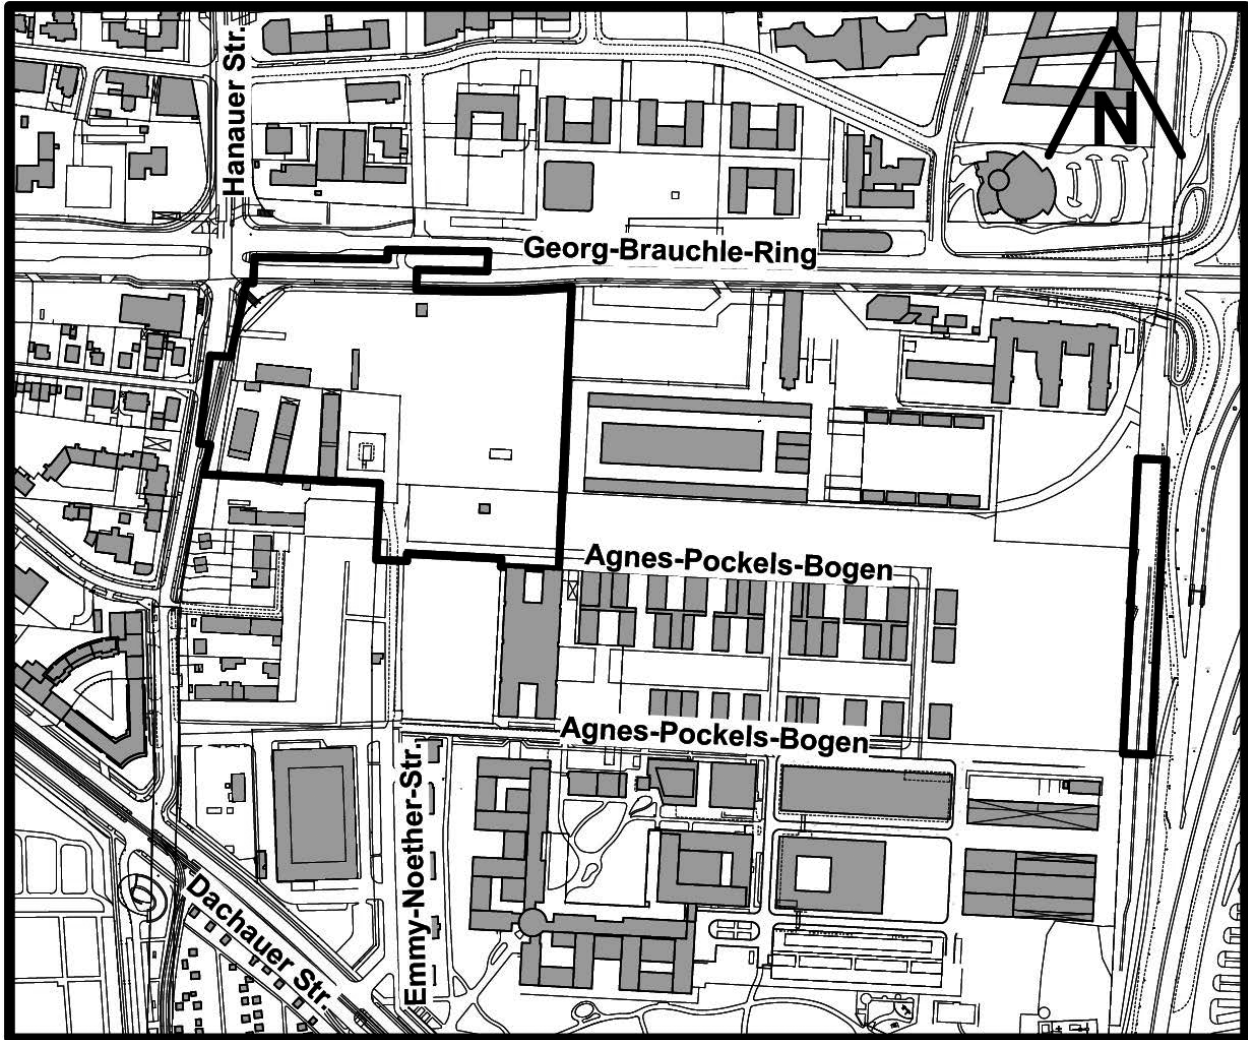 Hanauer Str.
N
Georg-Brauchle-Ring
Agnes-Pockels-Bogen
Agnes-Pockels-Bogen
Emmy-Noether-Str.
Dachauer Str.